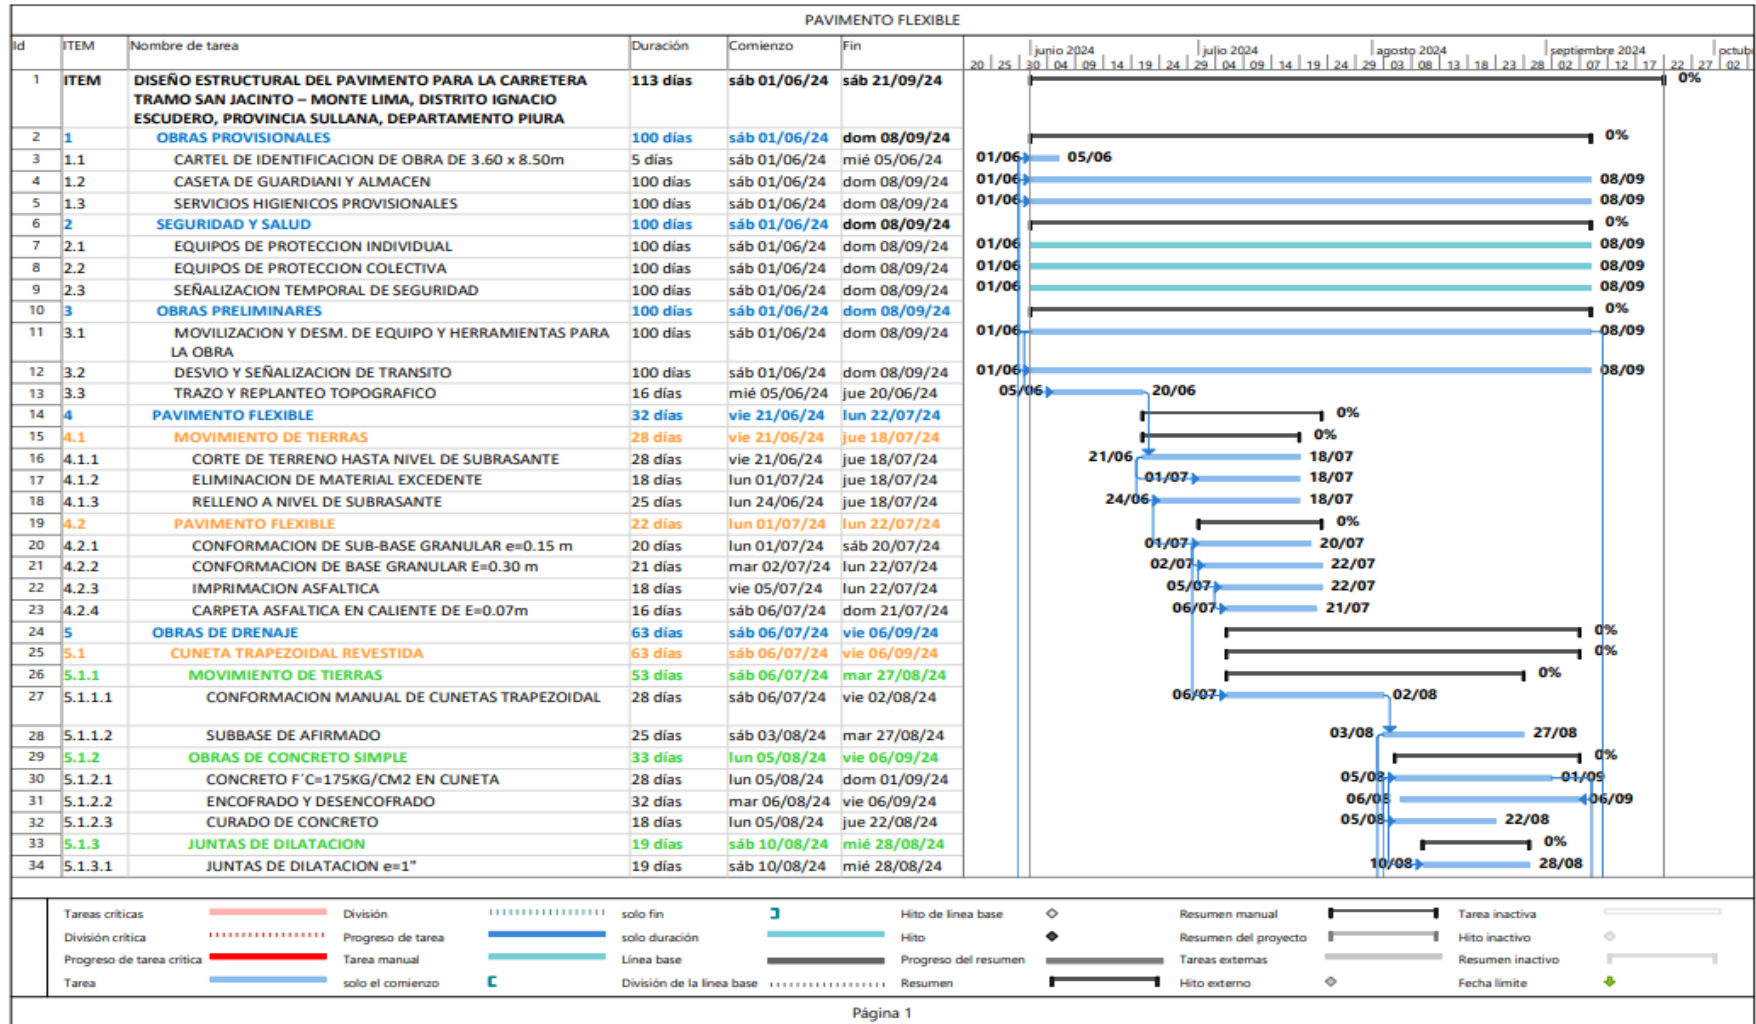 PAVIMENTO FLEXIBLE
Id ITEM Nombre de tarea Duración Comienzo Fin
junio 2024 julio 2024 agosto 2024 septiembre 2024 octub
20 25 30 04 09 14 19 24 29 04 09 14 19 24 29 03 08 13 18 23 28 02 07 12 17 22 27 02
1 ITEM DISEÑO ESTRUCTURAL DEL PAVIMENTO PARA LA CARRETERA 113 días sáb 01/06/24 sáb 21/09/24 0%
TRAMO SAN JACINTO – MONTE LIMA, DISTRITO IGNACIO
ESCUDERO, PROVINCIA SULLANA, DEPARTAMENTO PIURA
2 1 OBRAS PROVISIONALES 100 días sáb 01/06/24 dom 08/09/24 0%
3 1.1 CARTEL DE IDENTIFICACION DE OBRA DE 3.60 x 8.50m 5 días sáb 01/06/24 mié 05/06/24 01/06 05/06
4 1.2 CASETA DE GUARDIANI Y ALMACEN 100 días sáb 01/06/24 dom 08/09/24 01/06 08/09
5 1.3 SERVICIOS HIGIENICOS PROVISIONALES 100 días sáb 01/06/24 dom 08/09/24 01/06 08/09
6 2 SEGURIDAD Y SALUD 100 días sáb 01/06/24 dom 08/09/24 0%
7 2.1 EQUIPOS DE PROTECCION INDIVIDUAL 100 días sáb 01/06/24 dom 08/09/24 01/06 08/09
8 2.2 EQUIPOS DE PROTECCION COLECTIVA 100 días sáb 01/06/24 dom 08/09/24 01/06 08/09
9 2.3 SEÑALIZACION TEMPORAL DE SEGURIDAD 100 días sáb 01/06/24 dom 08/09/24 01/06 08/09
10 3 OBRAS PRELIMINARES 100 días sáb 01/06/24 dom 08/09/24 0%
11 3.1 MOVILIZACION Y DESM. DE EQUIPO Y HERRAMIENTAS PARA 100 días sáb 01/06/24 dom 08/09/24 01/06 08/09
LA OBRA
12 3.2 DESVIO Y SEÑALIZACION DE TRANSITO 100 días sáb 01/06/24 dom 08/09/24 01/06 08/09
13 3.3 TRAZO Y REPLANTEO TOPOGRAFICO 16 días mié 05/06/24 jue 20/06/24 05/06 20/06
14 4 PAVIMENTO FLEXIBLE 32 días vie 21/06/24 lun 22/07/24 0%
15 4.1 MOVIMIENTO DE TIERRAS 28 días vie 21/06/24 jue 18/07/24 0%
16 4.1.1 CORTE DE TERRENO HASTA NIVEL DE SUBRASANTE 28 días vie 21/06/24 jue 18/07/24 21/06 18/07
17 4.1.2 ELIMINACION DE MATERIAL EXCEDENTE 18 días lun 01/07/24 jue 18/07/24 01/07 18/07
18 4.1.3 RELLENO A NIVEL DE SUBRASANTE 25 días lun 24/06/24 jue 18/07/24 24/06 18/07
19 4.2 PAVIMENTO FLEXIBLE 22 días lun 01/07/24 lun 22/07/24 0%
20 4.2.1 CONFORMACION DE SUB-BASE GRANULAR e=0.15 m 20 días lun 01/07/24 sáb 20/07/24 01/07 20/07
21 4.2.2 CONFORMACION DE BASE GRANULAR E=0.30 m 21 días mar 02/07/24 lun 22/07/24 02/07 22/07
22 4.2.3 IMPRIMACION ASFALTICA 18 días vie 05/07/24 lun 22/07/24 05/07 22/07
23 4.2.4 CARPETA ASFALTICA EN CALIENTE DE E=0.07m 16 días sáb 06/07/24 dom 21/07/24 06/07 21/07
24 5 OBRAS DE DRENAJE 63 días sáb 06/07/24 vie 06/09/24 0%
25 5.1 CUNETA TRAPEZOIDAL REVESTIDA 63 días sáb 06/07/24 vie 06/09/24 0%
26 5.1.1 MOVIMIENTO DE TIERRAS 53 días sáb 06/07/24 mar 27/08/24 0%
27 5.1.1.1 CONFORMACION MANUAL DE CUNETAS TRAPEZOIDAL 28 días sáb 06/07/24 vie 02/08/24 06/07 02/08
28 5.1.1.2 SUBBASE DE AFIRMADO 25 días sáb 03/08/24 mar 27/08/24 03/08 27/08
29 5.1.2 OBRAS DE CONCRETO SIMPLE 33 días lun 05/08/24 vie 06/09/24 0%
30 5.1.2.1 CONCRETO F´C=175KG/CM2 EN CUNETA 28 días lun 05/08/24 dom 01/09/24 05/08 01/09
31 5.1.2.2 ENCOFRADO Y DESENCOFRADO 32 días mar 06/08/24 vie 06/09/24 06/08 06/09
32 5.1.2.3 CURADO DE CONCRETO 18 días lun 05/08/24 jue 22/08/24 05/08 22/08
33 5.1.3 JUNTAS DE DILATACION 19 días sáb 10/08/24 mié 28/08/24 0%
34 5.1.3.1 JUNTAS DE DILATACION e=1" 19 días sáb 10/08/24 mié 28/08/24 10/08 28/08
Tareas críticas División solo fin Hito de línea base Resumen manual Tarea inactiva
División crítica Progreso de tarea solo duración Hito Resumen del proyecto Hito inactivo
Progreso de tarea crítica Tarea manual Línea base Progreso del resumen Tareas externas Resumen inactivo
Tarea solo el comienzo División de la línea base Resumen Hito externo Fecha límite
Página 1